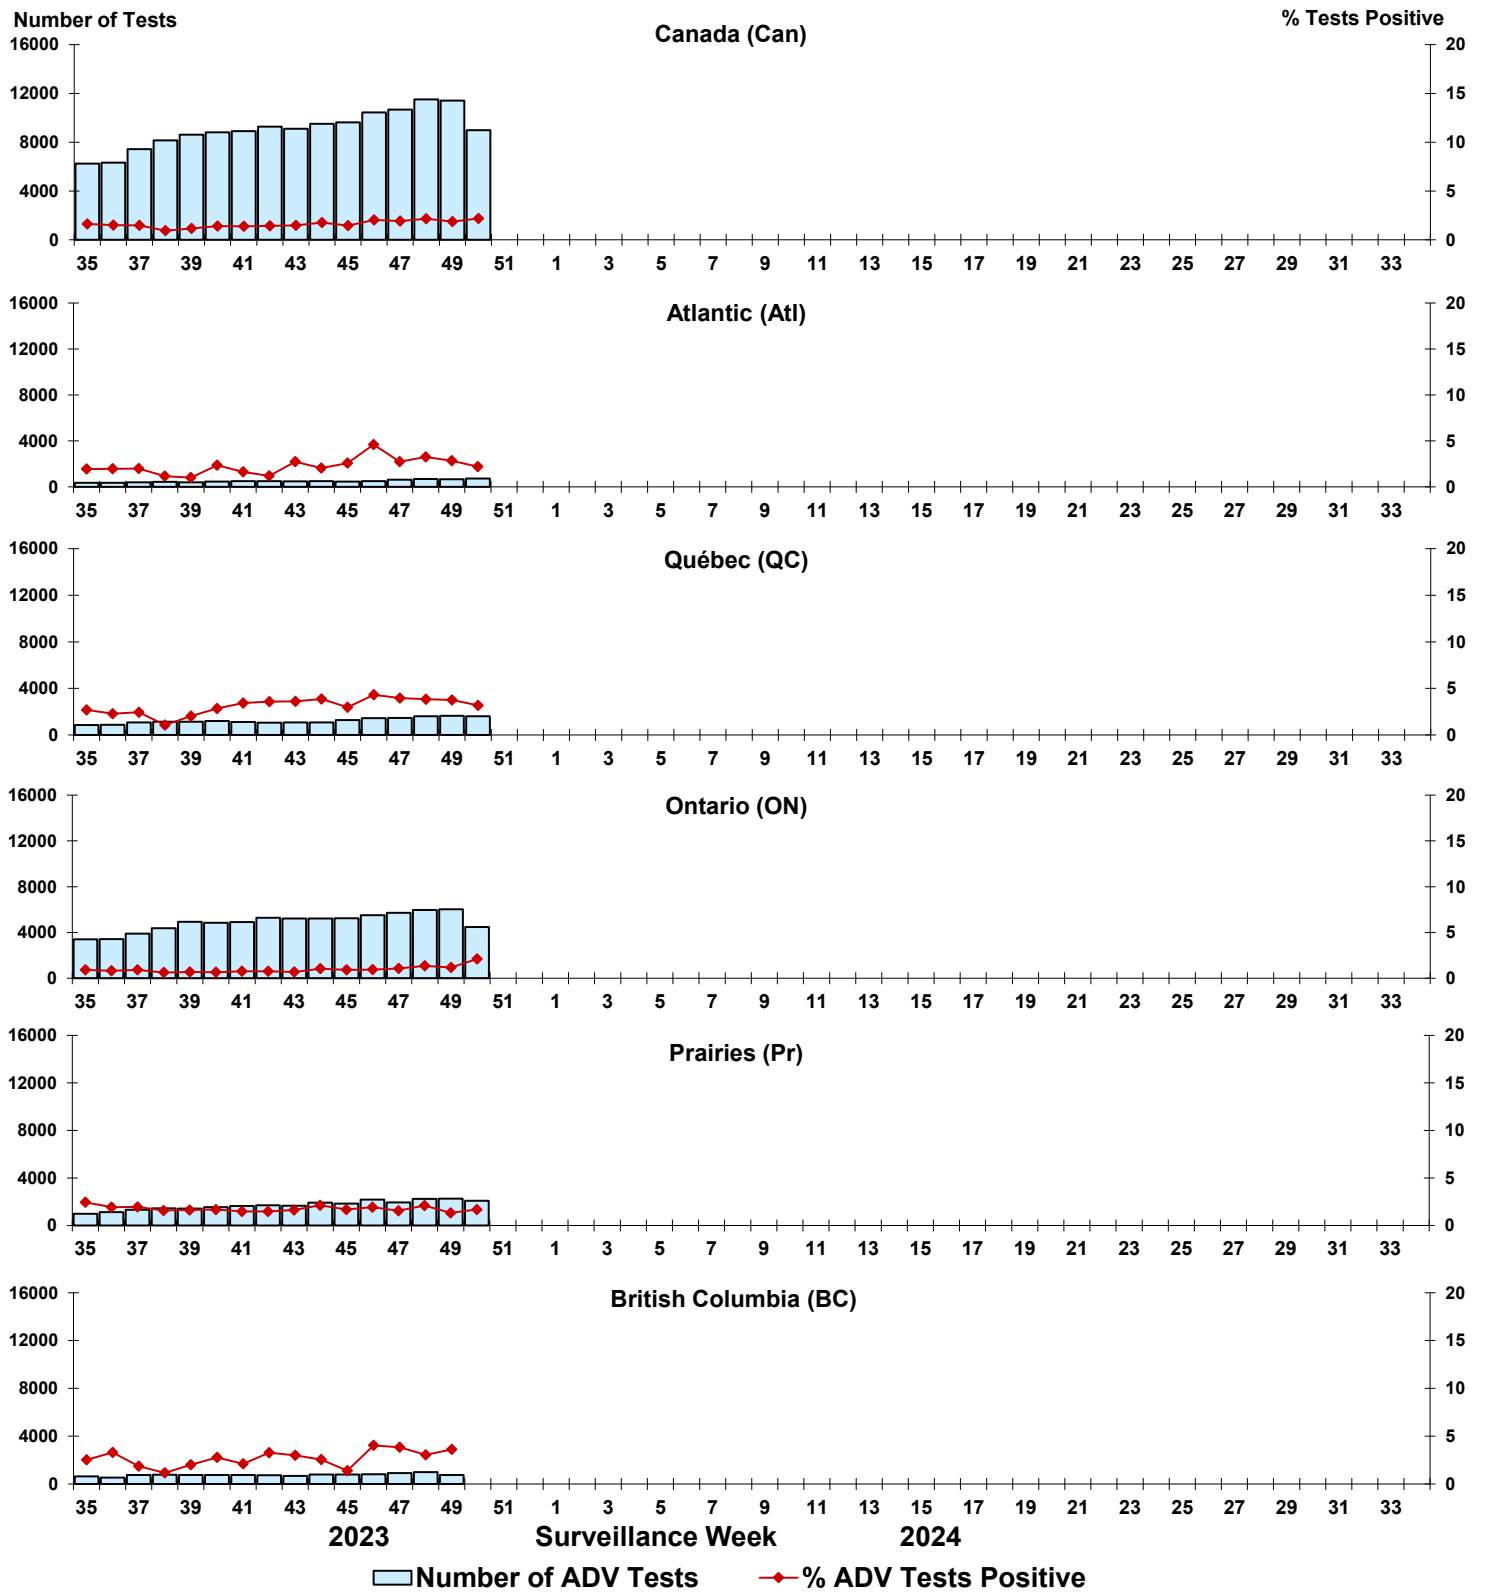 Number of Tests
Canada (Can)
% Tests Positive
16000 20
12000 15
8000 10
4000 5
0 0
35 37 39 41 43 45 47 49 51 1 3 5 7 9 11 13 15 17 19 21 23 25 27 29 31 33
Atlantic (Atl)
16000 20
12000 15
8000 10
4000 5
0 0
35 37 39 41 43 45 47 49 51 1 3 5 7 9 11 13 15 17 19 21 23 25 27 29 31 33
Québec (QC)
16000 20
12000 15
8000 10
4000 5
0 0
35 37 39 41 43 45 47 49 51 1 3 5 7 9 11 13 15 17 19 21 23 25 27 29 31 33
Ontario (ON)
16000 20
12000 15
8000 10
4000 5
0 0
35 37 39 41 43 45 47 49 51 1 3 5 7 9 11 13 15 17 19 21 23 25 27 29 31 33
Prairies (Pr)
16000 20
12000 15
8000 10
4000 5
0 0
35 37 39 41 43 45 47 49 51 1 3 5 7 9 11 13 15 17 19 21 23 25 27 29 31 33
British Columbia (BC)
16000 20
12000 15
8000 10
4000 5
0 0
35 37 39 41 43 45 47 49 51 1 3 5 7 9 11 13 15 17 19 21 23 25 27 29 31 33
2023 Surveillance Week 2024
Number of ADV Tests % ADV Tests Positive